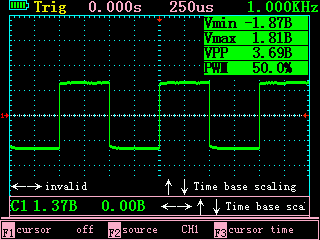 Trig 0.000s 250us 1.000KHz
Vmin -1.87B
Vmax 1.81B
VPP 3.69B
PWM 50.0%
1
←→ invalid ↑ ↓ Time base scaling
C1 1.37B 0.00B ←→ ↑ ↓ Time base sca
F1 cursor off F2 source CH1 F3 cursor time